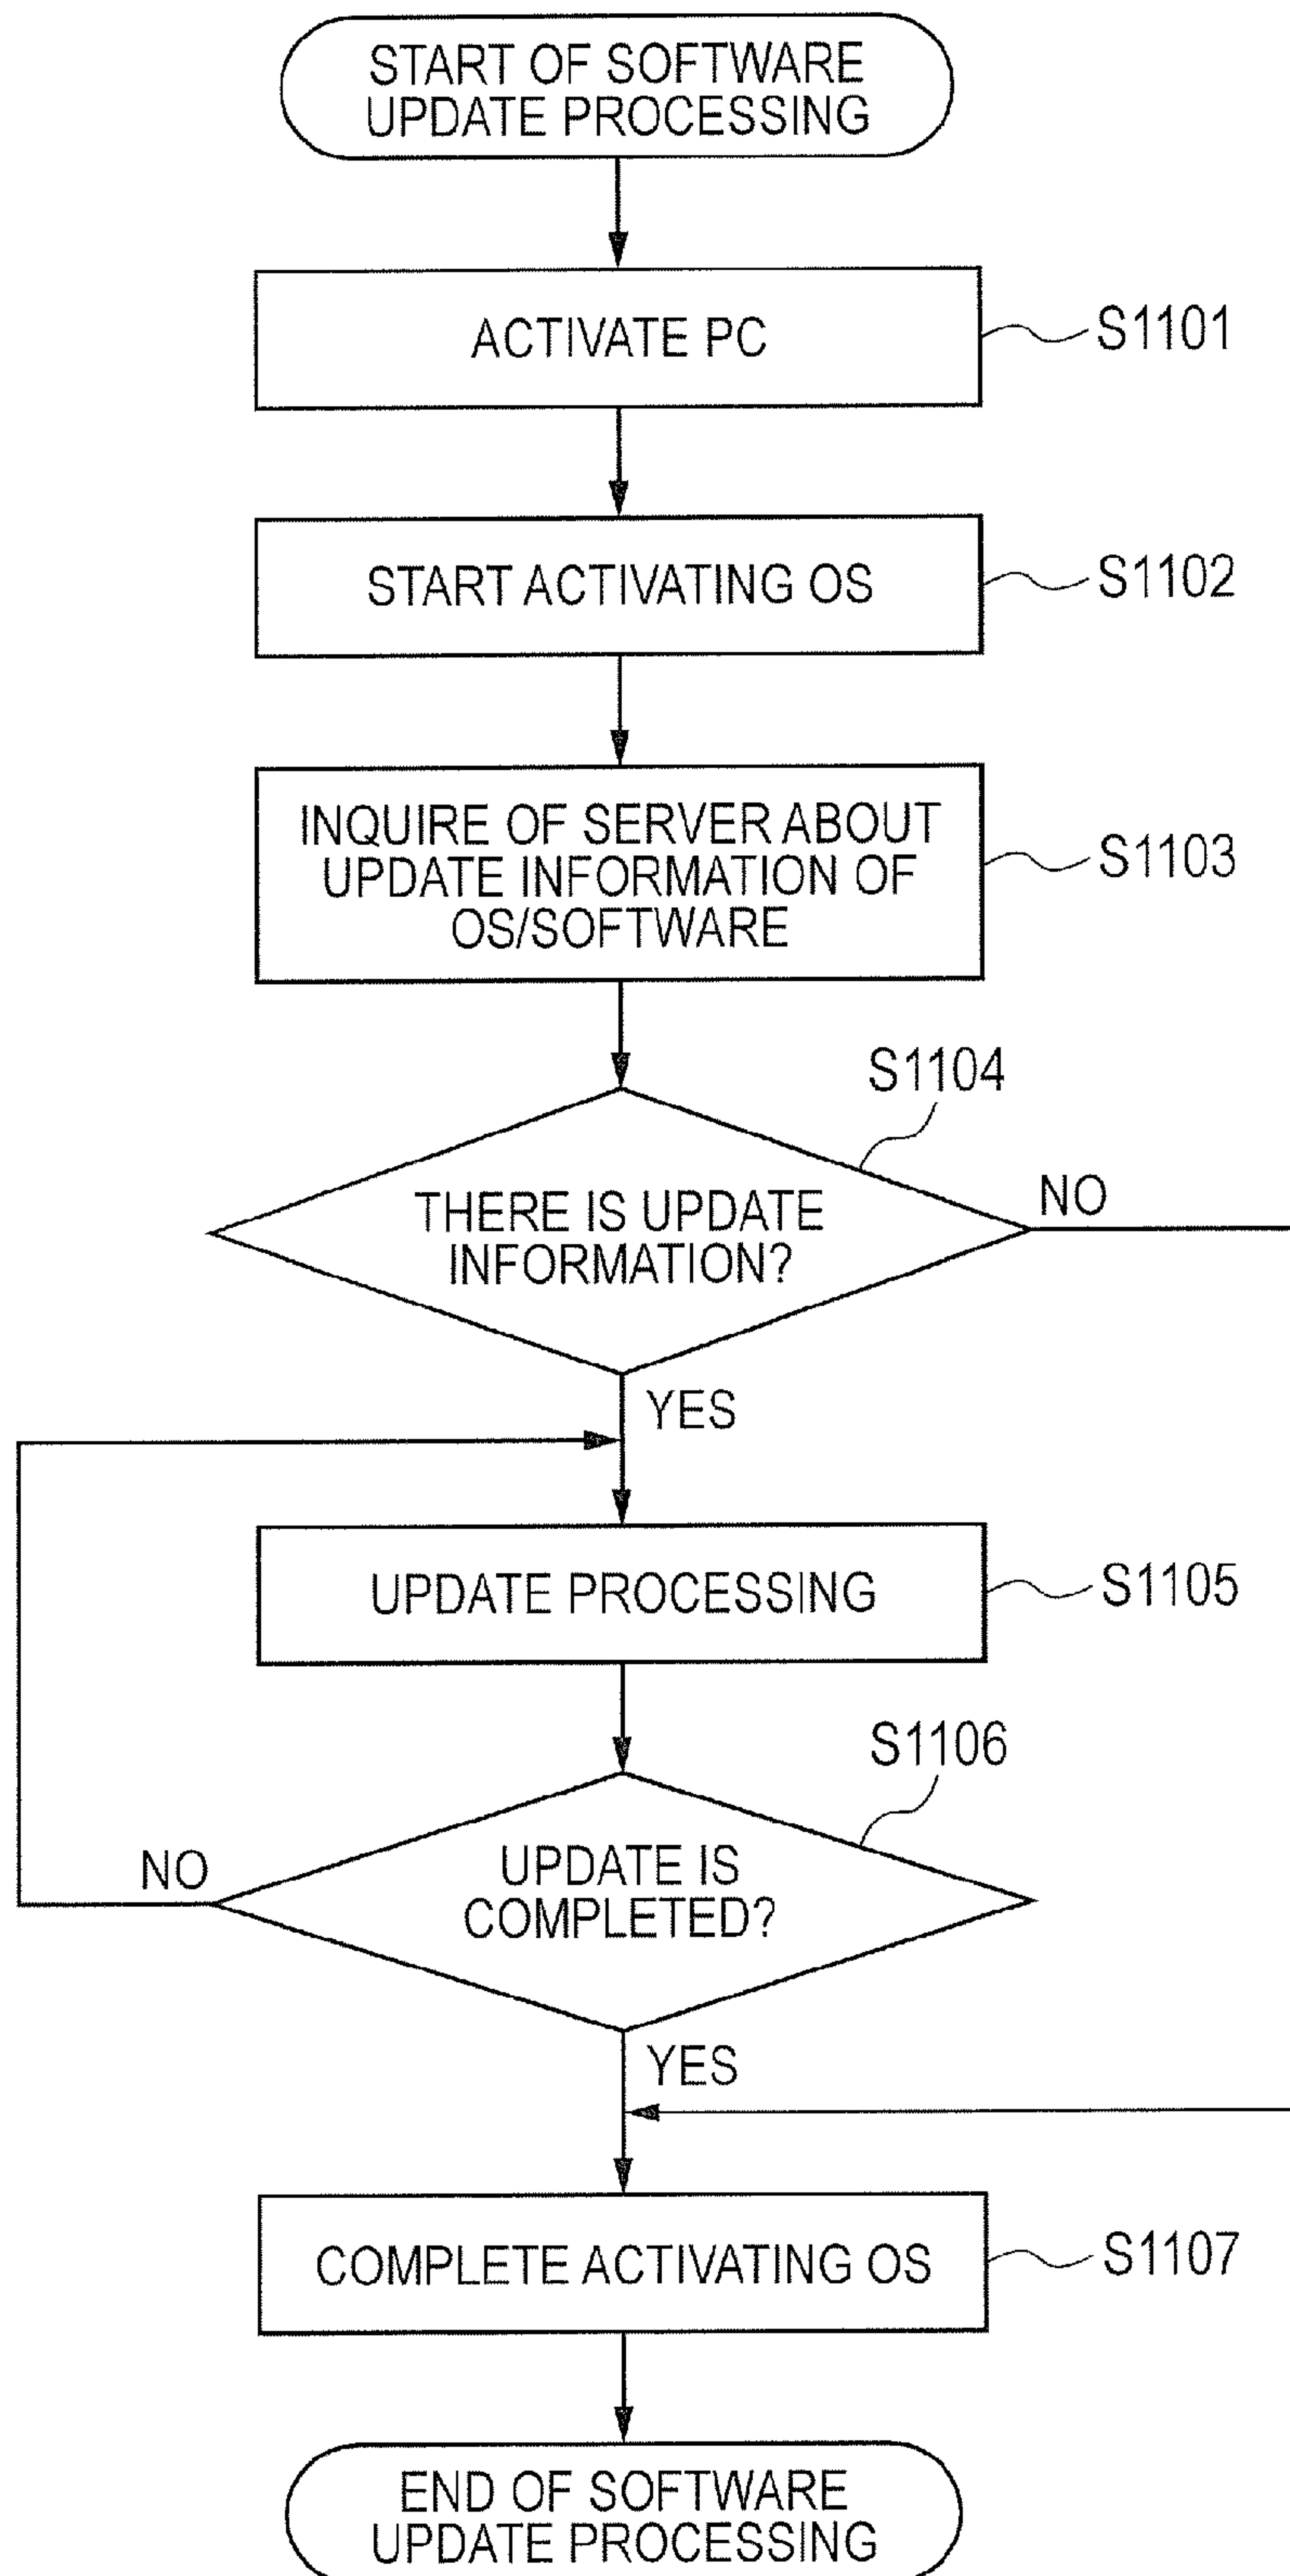 START OF SOFTWARE
UPDATE PROCESSING
ACTIVATE PC
S1101
START ACTIVATING OS
S1102
INQUIRE OF SERVER ABOUT
UPDATE INFORMATION OF
OS/SOFTWARE
S1103
S1104
THERE IS UPDATE
INFORMATION?
NO
YES
UPDATE PROCESSING
S1105
S1106
UPDATE IS
COMPLETED?
NO
YES
COMPLETE ACTIVATING OS
S1107
END OF SOFTWARE
UPDATE PROCESSING